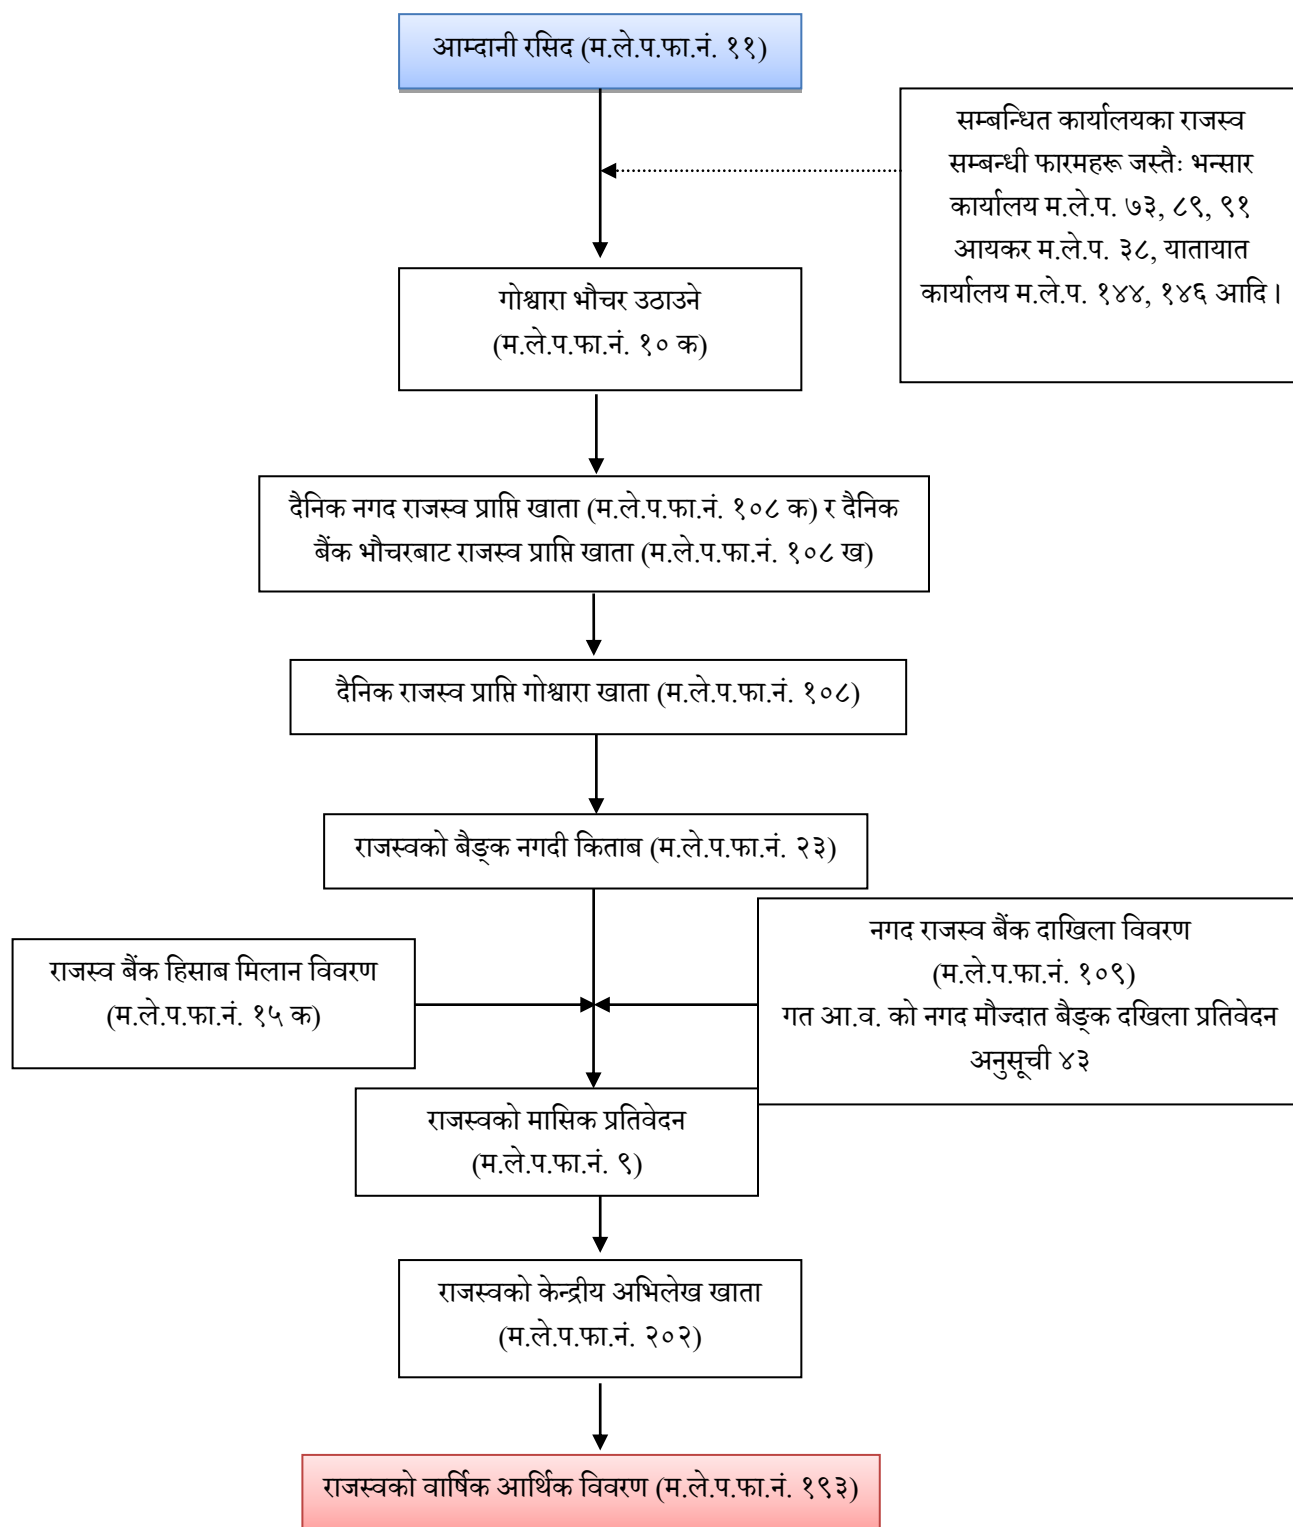 आम्दानी रसिद (म.ले.प.फा.नं. ११)
सम्बन्धित कार्यालयका राजस्व
सम्बन्धी फारमहरू जस्तैः भन्सार
कार्यालय म.ले.प. ७३, ८९, ९१
आयकर म.ले.प. ३८, यातायात
कार्यालय म.ले.प. १४४, १४६ आदि।
गोश्वारा भौचर उठाउने
(म.ले.प.फा.नं. १० क)
दैनिक नगद राजस्व प्राप्ति खाता (म.ले.प.फा.नं. १०८ क) र दैनिक
बैंक भौचरबाट राजस्व प्राप्ति खाता (म.ले.प.फा.नं. १०८ ख)
दैनिक राजस्व प्राप्ति गोश्वारा खाता (म.ले.प.फा.नं. १०८)
राजस्वको बैङ्क नगदी किताब (म.ले.प.फा.नं. २३)
राजस्व बैंक हिसाब मिलान विवरण
(म.ले.प.फा.नं. १५ क)
नगद राजस्व बैंक दाखिला विवरण
(म.ले.प.फा.नं. १०९)
गत आ.व. को नगद मौज्दात बैङ्क दखिला प्रतिवेदन
अनुसूची ४३
राजस्वको मासिक प्रतिवेदन
(म.ले.प.फा.नं. ९)
राजस्वको केन्द्रीय अभिलेख खाता
(म.ले.प.फा.नं. २०२)
राजस्वको वार्षिक आर्थिक विवरण (म.ले.प.फा.नं. १९३)